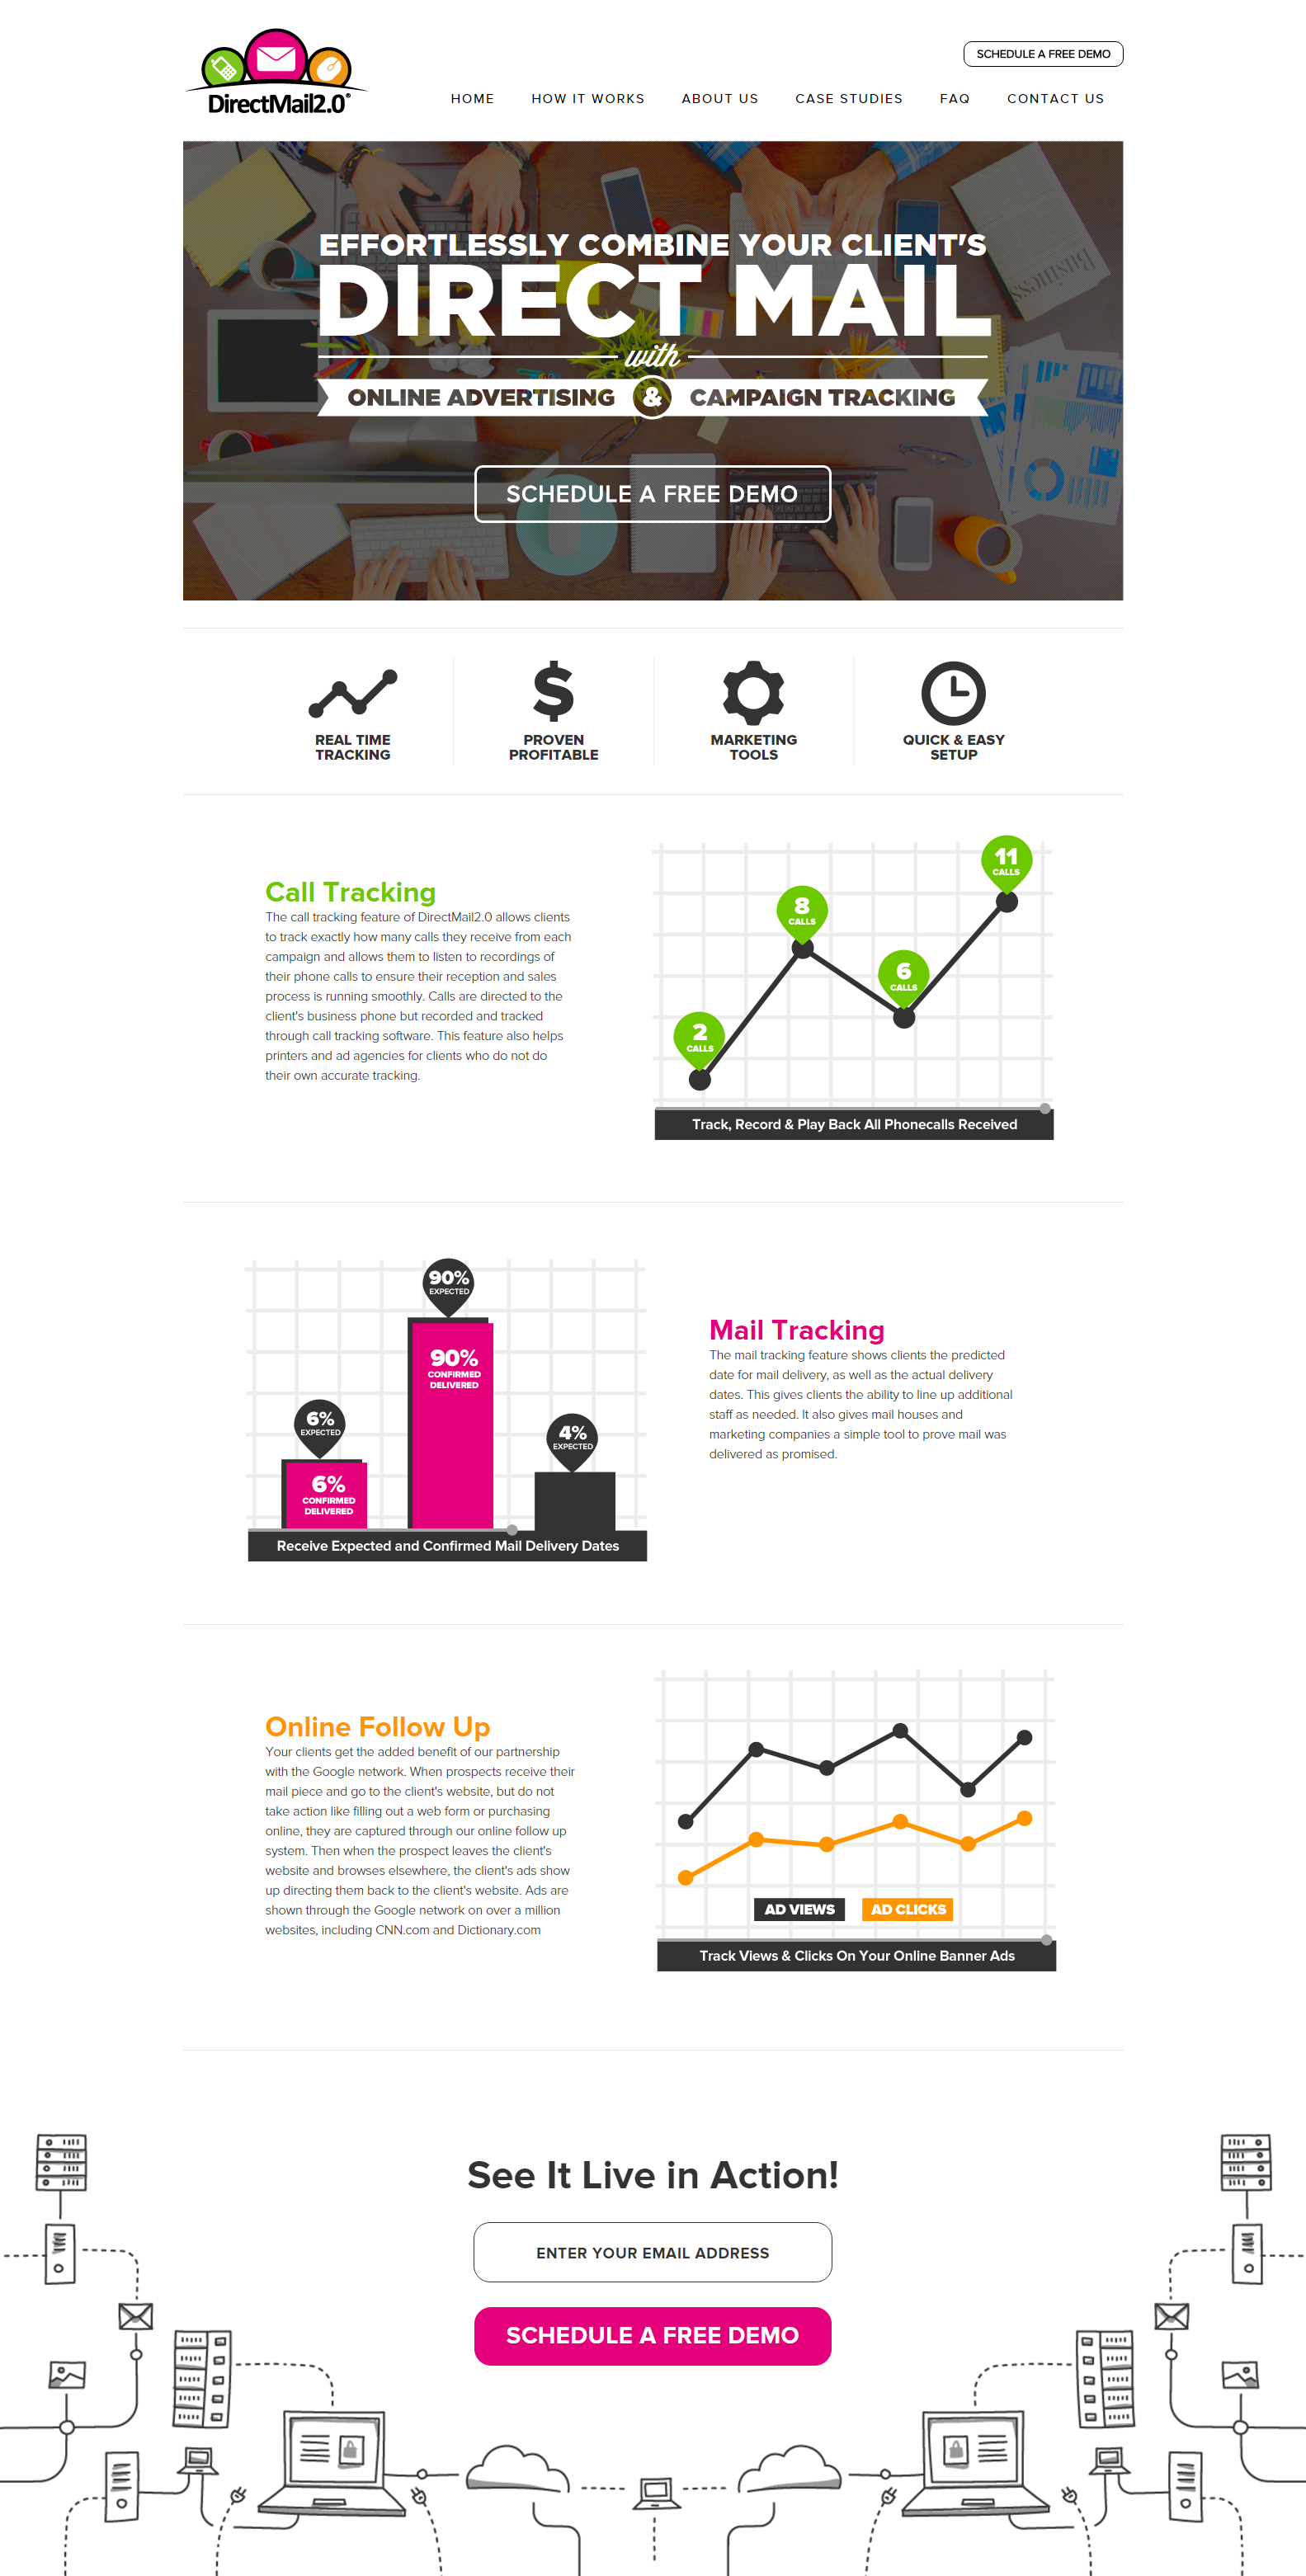 SCHEDULE A FREE DEMO
DirectMail2.0®
HOME HOW IT WORKS ABOUT US CASE STUDIES FAQ CONTACT US
EFFORTLESSLY COMBINE YOUR CLIENT'S
DIRECT MAIL
with
ONLINE ADVERTISING & CAMPAIGN TRACKING
Business
SCHEDULE A FREE DEMO
REAL TIME
TRACKING
PROVEN
PROFITABLE
MARKETING
TOOLS
QUICK & EASY
SETUP
Call Tracking
The call tracking feature of DirectMail2.0 allows clients
to track exactly how many calls they receive from each
campaign and allows them to listen to recordings of
their phone calls to ensure their reception and sales
process is running smoothly. Calls are directed to the
client's business phone but recorded and tracked
through call tracking software. This feature also helps
printers and ad agencies for clients who do not do
their own accurate tracking.
11
CALLS
8
CALLS
6
CALLS
2
CALLS
Track, Record & Play Back All Phonecalls Received
90%
EXPECTED
90%
CONFIRMED
DELIVERED
6%
EXPECTED
6%
CONFIRMED
DELIVERED
4%
EXPECTED
Receive Expected and Confirmed Mail Delivery Dates
Mail Tracking
The mail tracking feature shows clients the predicted
date for mail delivery, as well as the actual delivery
dates. This gives clients the ability to line up additional
staff as needed. It also gives mail houses and
marketing companies a simple tool to prove mail was
delivered as promised.
Online Follow Up
Your clients get the added benefit of our partnership
with the Google network. When prospects receive their
mail piece and go to the client's website, but do not
take action like filling out a web form or purchasing
online, they are captured through our online follow up
system. Then when the prospect leaves the client's
website and browses elsewhere, the client's ads show
up directing them back to the client's website. Ads are
shown through the Google network on over a million
websites, including CNN.com and Dictionary.com
AD VIEWS AD CLICKS
Track Views & Clicks On Your Online Banner Ads
See It Live in Action!
ENTER YOUR EMAIL ADDRESS
SCHEDULE A FREE DEMO